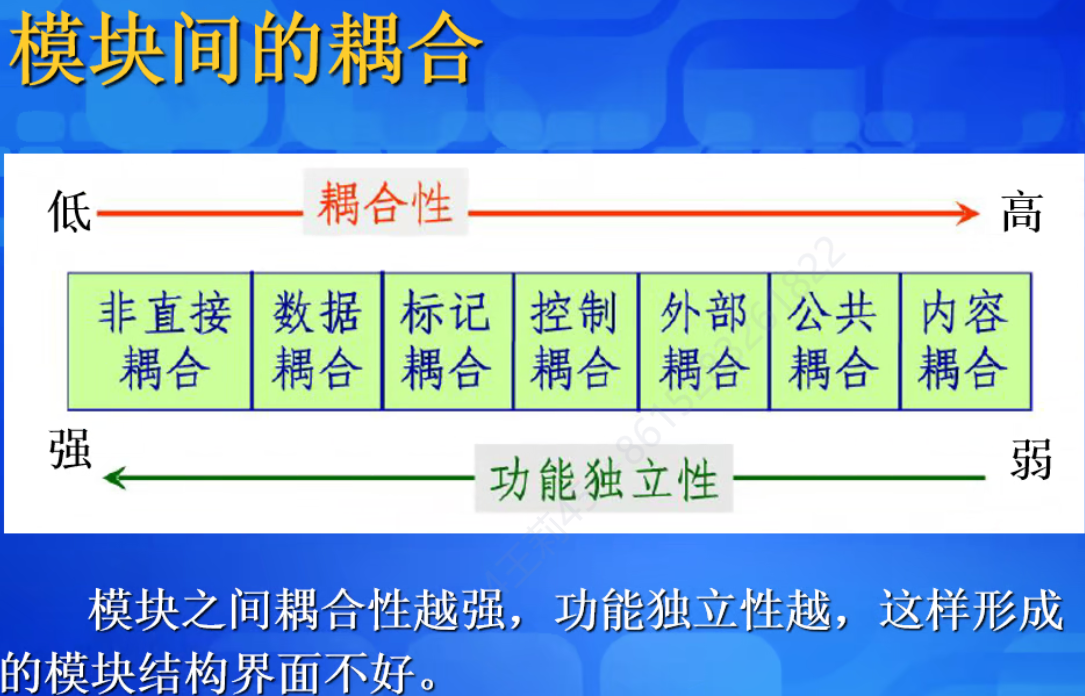 模块间的耦合
低 耦合性 高
非直接 数据 标记 控制 外部 公共 内容
耦合 耦合 耦合 耦合 耦合 耦合 耦合
强 功能独立性 弱
模块之间耦合性越强，功能独立性越，这样形成
的模块结构界面不好。